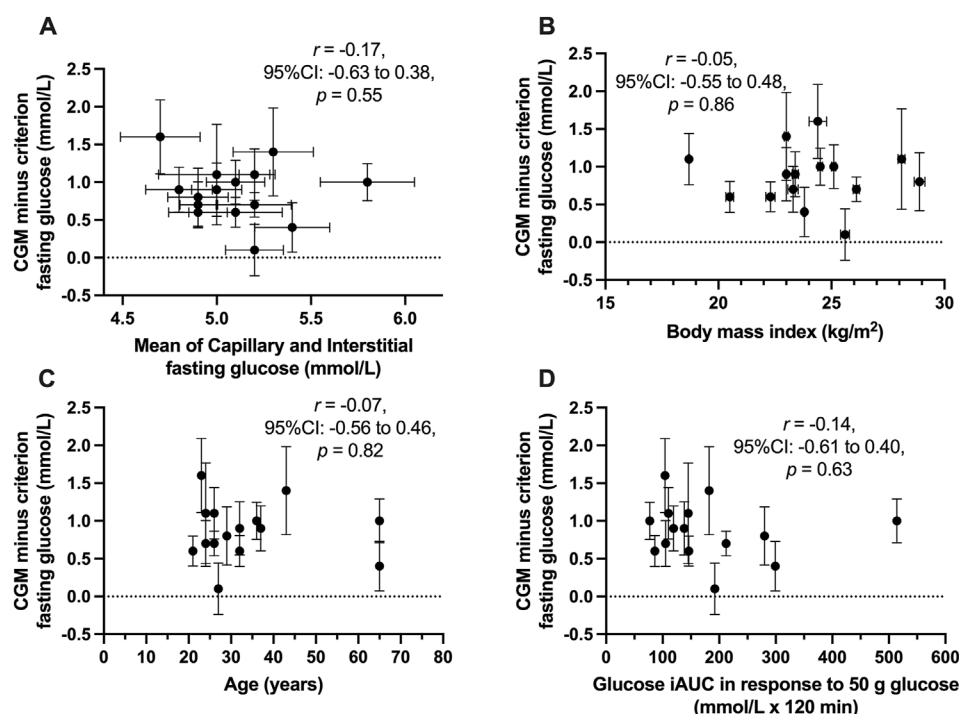 A
r = -0.17,
95%CI: -0.63 to 0.38,
p = 0.55
CGM minus criterion
fasting glucose (mmol/L)
2.5
2.0
1.5
1.0
0.5
0.0
-0.5
4.5 5.0 5.5 6.0
Mean of Capillary and Interstitial
fasting glucose (mmol/L)
B
r = -0.05,
95%CI: -0.55 to 0.48,
p = 0.86
CGM minus criterion
fasting glucose (mmol/L)
2.5
2.0
1.5
1.0
0.5
0.0
-0.5
15 20 25 30
Body mass index (kg/m²)
C
r = -0.07,
95%CI: -0.56 to 0.46,
p = 0.82
CGM minus criterion
fasting glucose (mmol/L)
2.5
2.0
1.5
1.0
0.5
0.0
-0.5
0 10 20 30 40 50 60 70 80
Age (years)
D
r = -0.14,
95%CI: -0.61 to 0.40,
p = 0.63
CGM minus criterion
fasting glucose (mmol/L)
2.5
2.0
1.5
1.0
0.5
0.0
-0.5
0 100 200 300 400 500 600
Glucose iAUC in response to 50 g glucose
(mmol/L x 120 min)